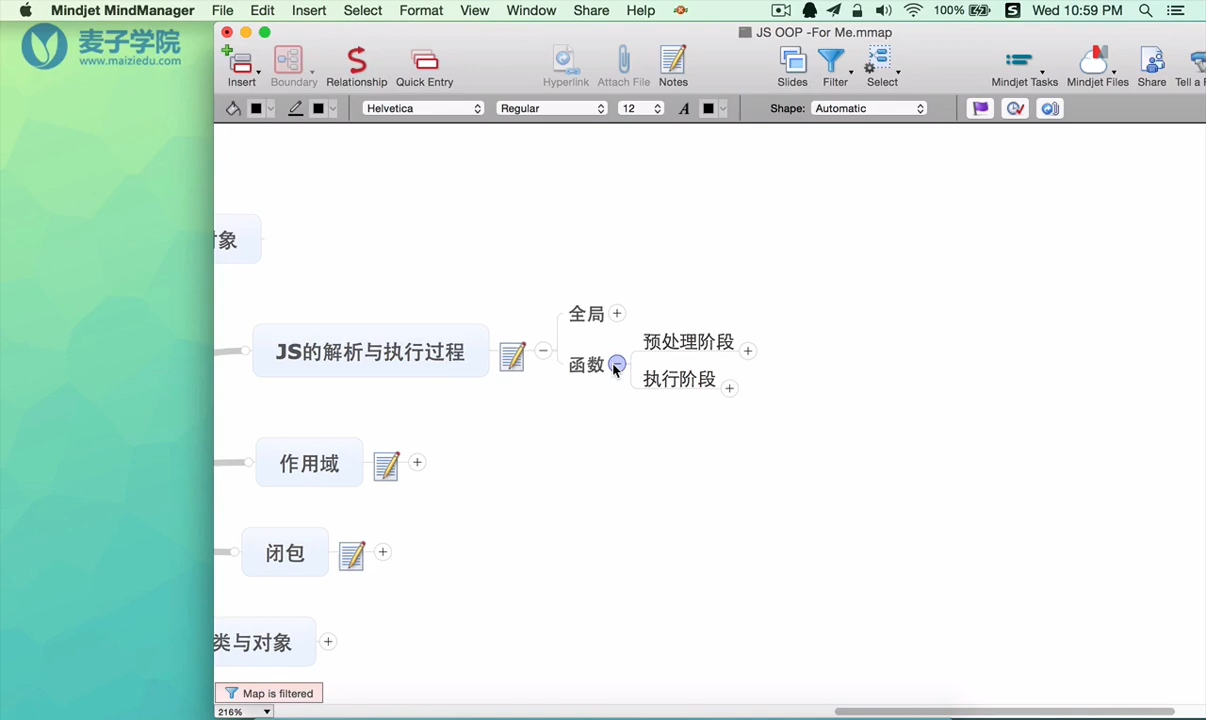 Mindjet MindManager File Edit Insert Select Format View Window Share Help 100% Wed 10:59 PM
麦子学院
www.maiziedu.com
JS OOP -For Me.mmap
Insert Boundary Relationship Quick Entry Hyperlink Attach File Notes Slides Filter Select Mindjet Tasks Mindjet Files Share Tell a
Helvetica Regular 12 A Shape: Automatic
对象
全局
JS的解析与执行过程
函数
预处理阶段
执行阶段
作用域
闭包
类与对象
Map is filtered
216%